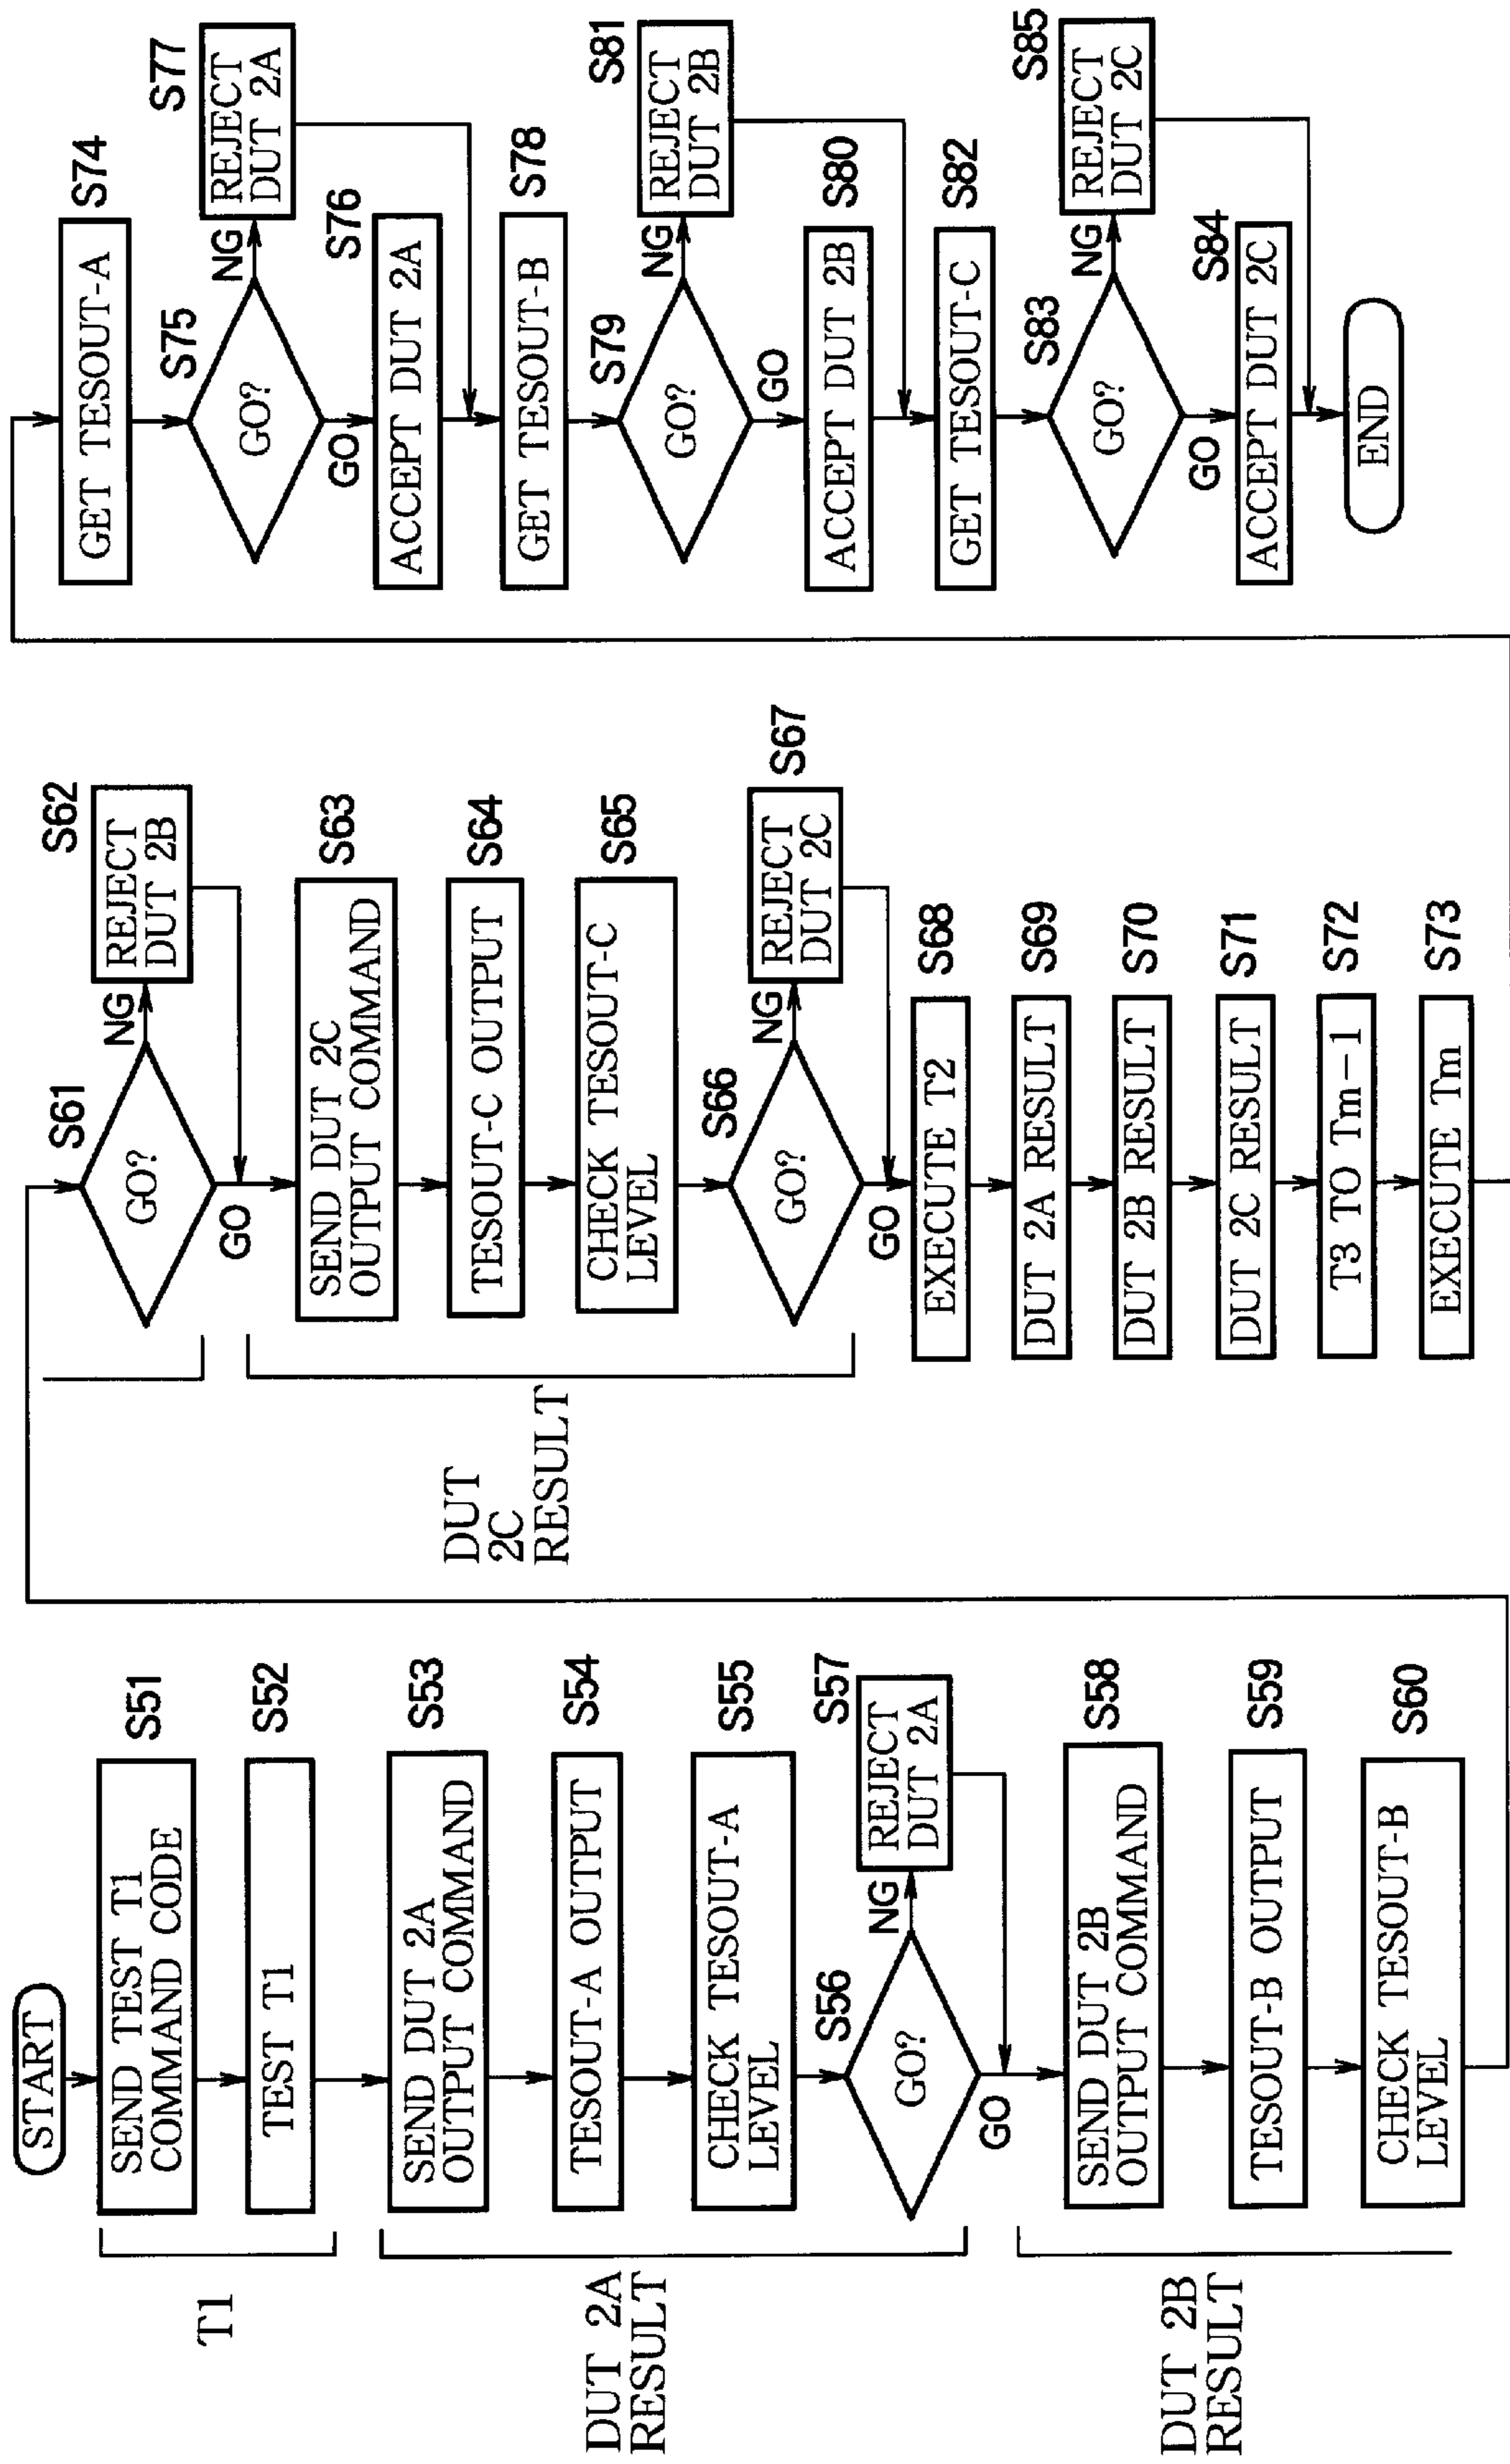 START
SEND TEST T1
COMMAND CODE
S51
TEST T1
S52
T1
SEND DUT 2A
OUTPUT COMMAND
S53
TESOUT-A OUTPUT
S54
CHECK TESOUT-A
LEVEL
S55
GO?
S56
NG
REJECT
DUT 2A
S57
GO
DUT 2A
RESULT
SEND DUT 2B
OUTPUT COMMAND
S58
TESOUT-B OUTPUT
S59
CHECK TESOUT-B
LEVEL
S60
DUT 2B
RESULT
GO?
S61
NG
REJECT
DUT 2B
S62
GO
SEND DUT 2C
OUTPUT COMMAND
S63
TESOUT-C OUTPUT
S64
CHECK TESOUT-C
LEVEL
S65
GO?
S66
NG
REJECT
DUT 2C
S67
GO
DUT
2C
RESULT
EXECUTE T2
S68
DUT 2A RESULT
S69
DUT 2B RESULT
S70
DUT 2C RESULT
S71
T3 TO Tm-1
S72
EXECUTE Tm
S73
GET TESOUT-A
S74
GO?
S75
NG
REJECT
DUT 2A
S77
GO
ACCEPT DUT 2A
S76
GET TESOUT-B
S78
GO?
S79
NG
REJECT
DUT 2B
S81
GO
ACCEPT DUT 2B
S80
GET TESOUT-C
S82
GO?
S83
NG
REJECT
DUT 2C
S85
GO
ACCEPT DUT 2C
S84
END